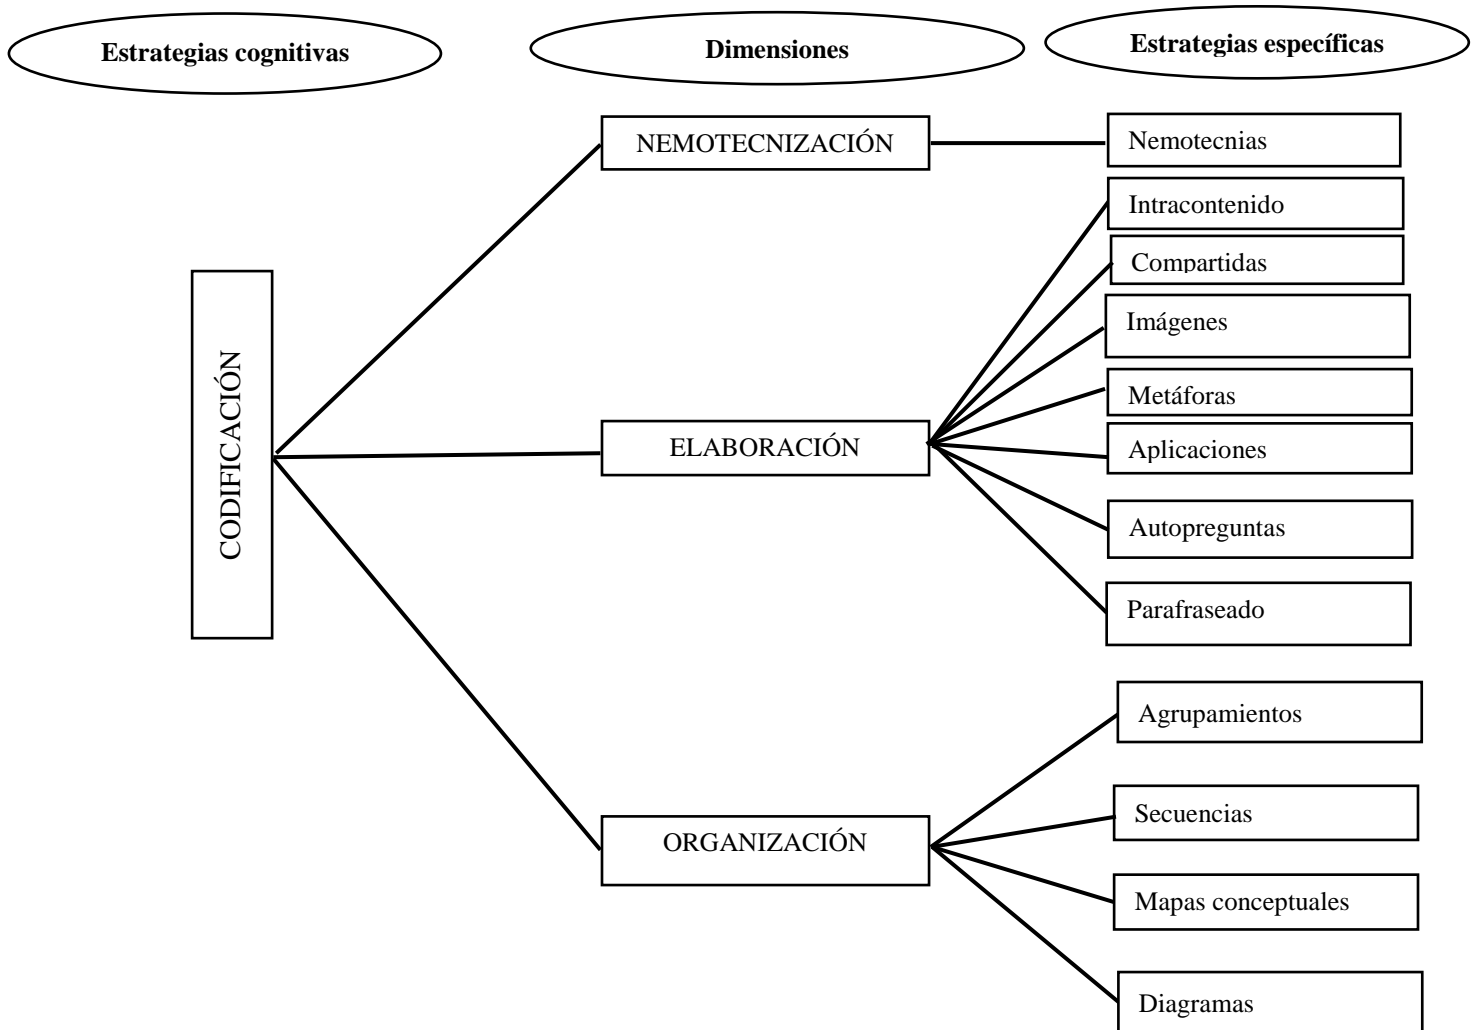 Estrategias cognitivas
Dimensiones
Estrategias específicas
NEMOTECNIZACIÓN
Nemotecnias
Intracontenido
Compartidas
Imágenes
Metáforas
CODIFICACIÓN
ELABORACIÓN
Aplicaciones
Autopreguntas
Parafraseado
Agrupamientos
ORGANIZACIÓN
Secuencias
Mapas conceptuales
Diagramas